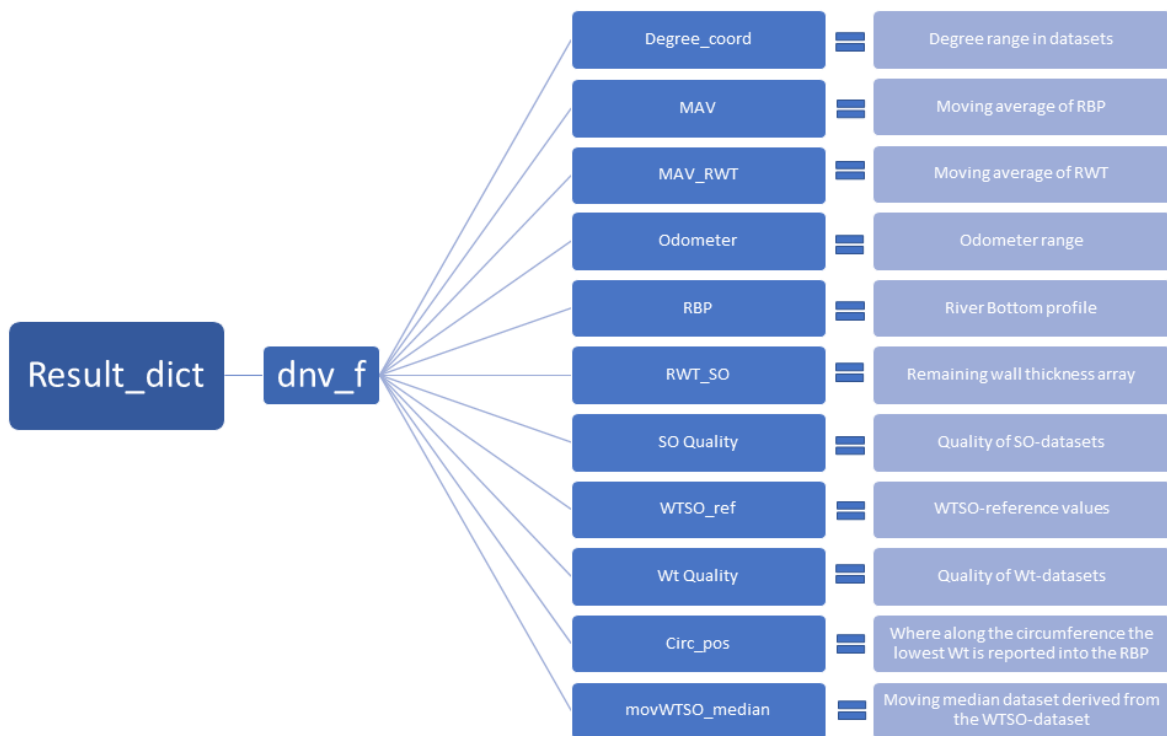 Result_dict
dnv_f
Degree_coord
Degree range in datasets
MAV
Moving average of RBP
MAV_RWT
Moving average of RWT
Odometer
Odometer range
RBP
River Bottom profile
RWT_SO
Remaining wall thickness array
SO Quality
Quality of SO-datasets
WTSO_ref
WTSO-reference values
Wt Quality
Quality of Wt-datasets
Circ_pos
Where along the circumference the
lowest Wt is reported into the RBP
movWTSO_median
Moving median dataset derived from
the WTSO-dataset